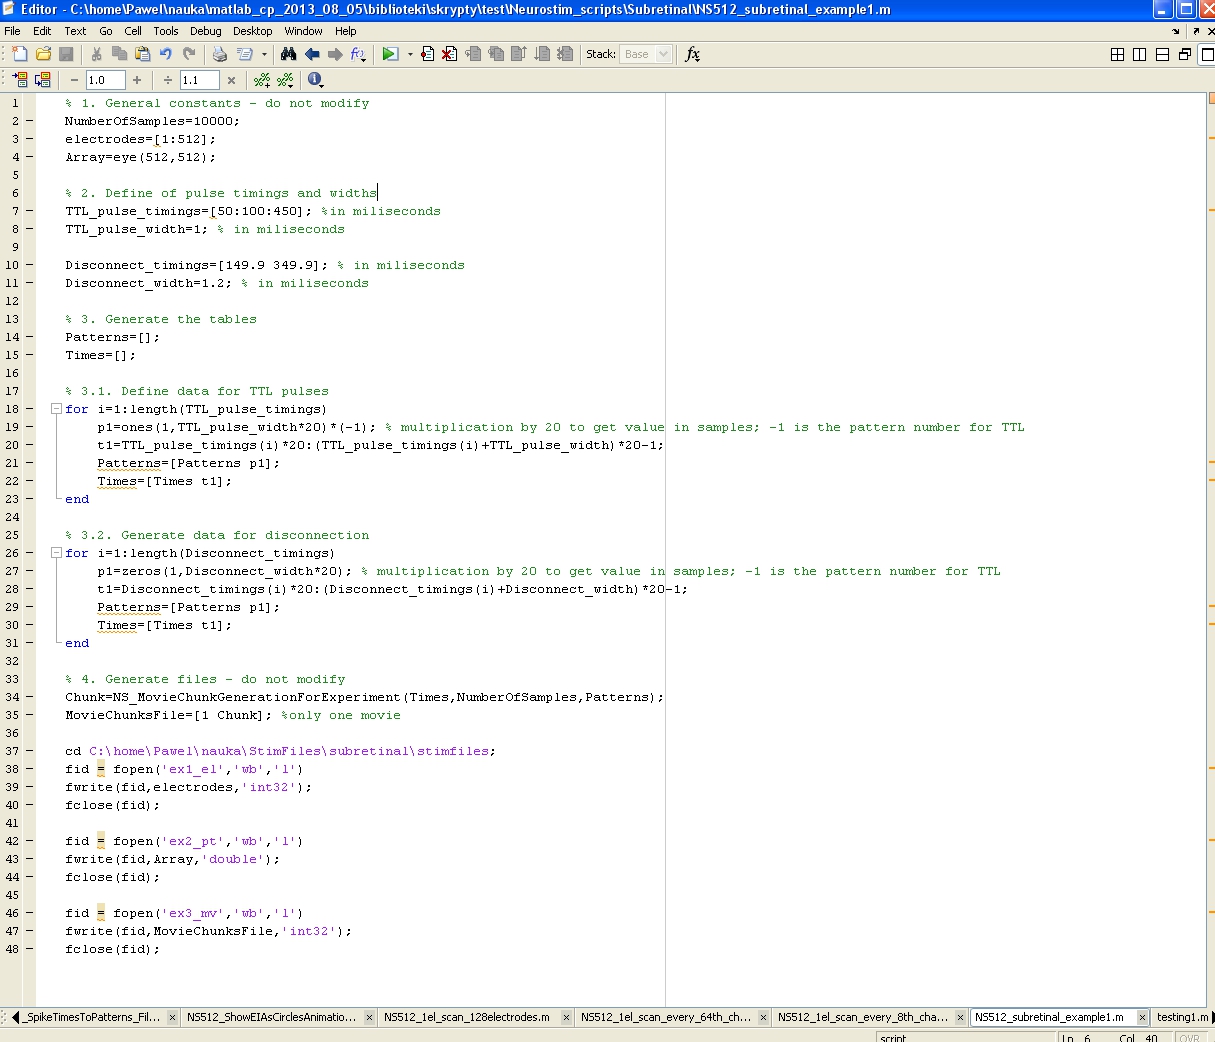 Editor - C:\home\Pawel\nauka\matlab_cp_2013_08_05\biblioteki\skrypty\test\Neurostim_scripts\Subretinal\NS512_subretinal_example1.m
File Edit Text Go Cell Tools Debug Desktop Window Help
Stack: Base fx
− 1.0 + ÷ 1.1 ×
1 % 1. General constants - do not modify
2 − NumberOfSamples=10000;
3 − electrodes=[1:512];
4 − Array=eye(512,512);
5
6 % 2. Define of pulse timings and widths
7 − TTL_pulse_timings=[50:100:450]; %in miliseconds
8 − TTL_pulse_width=1; % in miliseconds
9
10 − Disconnect_timings=[149.9 349.9]; % in miliseconds
11 − Disconnect_width=1.2; % in miliseconds
12
13 % 3. Generate the tables
14 − Patterns=[];
15 − Times=[];
16
17 % 3.1. Define data for TTL pulses
18 − for i=1:length(TTL_pulse_timings)
19 − p1=ones(1,TTL_pulse_width*20)*(-1); % multiplication by 20 to get value in samples; -1 is the pattern number for TTL
20 − t1=TTL_pulse_timings(i)*20:(TTL_pulse_timings(i)+TTL_pulse_width)*20-1;
21 − Patterns=[Patterns p1];
22 − Times=[Times t1];
23 − end
24
25 % 3.2. Generate data for disconnection
26 − for i=1:length(Disconnect_timings)
27 − p1=zeros(1,Disconnect_width*20); % multiplication by 20 to get value in samples; -1 is the pattern number for TTL
28 − t1=Disconnect_timings(i)*20:(Disconnect_timings(i)+Disconnect_width)*20-1;
29 − Patterns=[Patterns p1];
30 − Times=[Times t1];
31 − end
32
33 % 4. Generate files - do not modify
34 − Chunk=NS_MovieChunkGenerationForExperiment(Times,NumberOfSamples,Patterns);
35 − MovieChunksFile=[1 Chunk]; %only one movie
36
37 − cd C:\home\Pawel\nauka\StimFiles\subretinal\stimfiles;
38 − fid = fopen('ex1_el','wb','l')
39 − fwrite(fid,electrodes,'int32');
40 − fclose(fid);
41
42 − fid = fopen('ex2_pt','wb','l')
43 − fwrite(fid,Array,'double');
44 − fclose(fid);
45
46 − fid = fopen('ex3_mv','wb','l')
47 − fwrite(fid,MovieChunksFile,'int32');
48 − fclose(fid);
_SpikeTimesToPatterns_Fil... × NS512_ShowEIAsCirclesAnimatio... × NS512_1el_scan_128electrodes.m × NS512_1el_scan_every_64th_ch... × NS512_1el_scan_every_8th_cha... × NS512_subretinal_example1.m × testing1.m
script Ln 6 Col 40 OVR